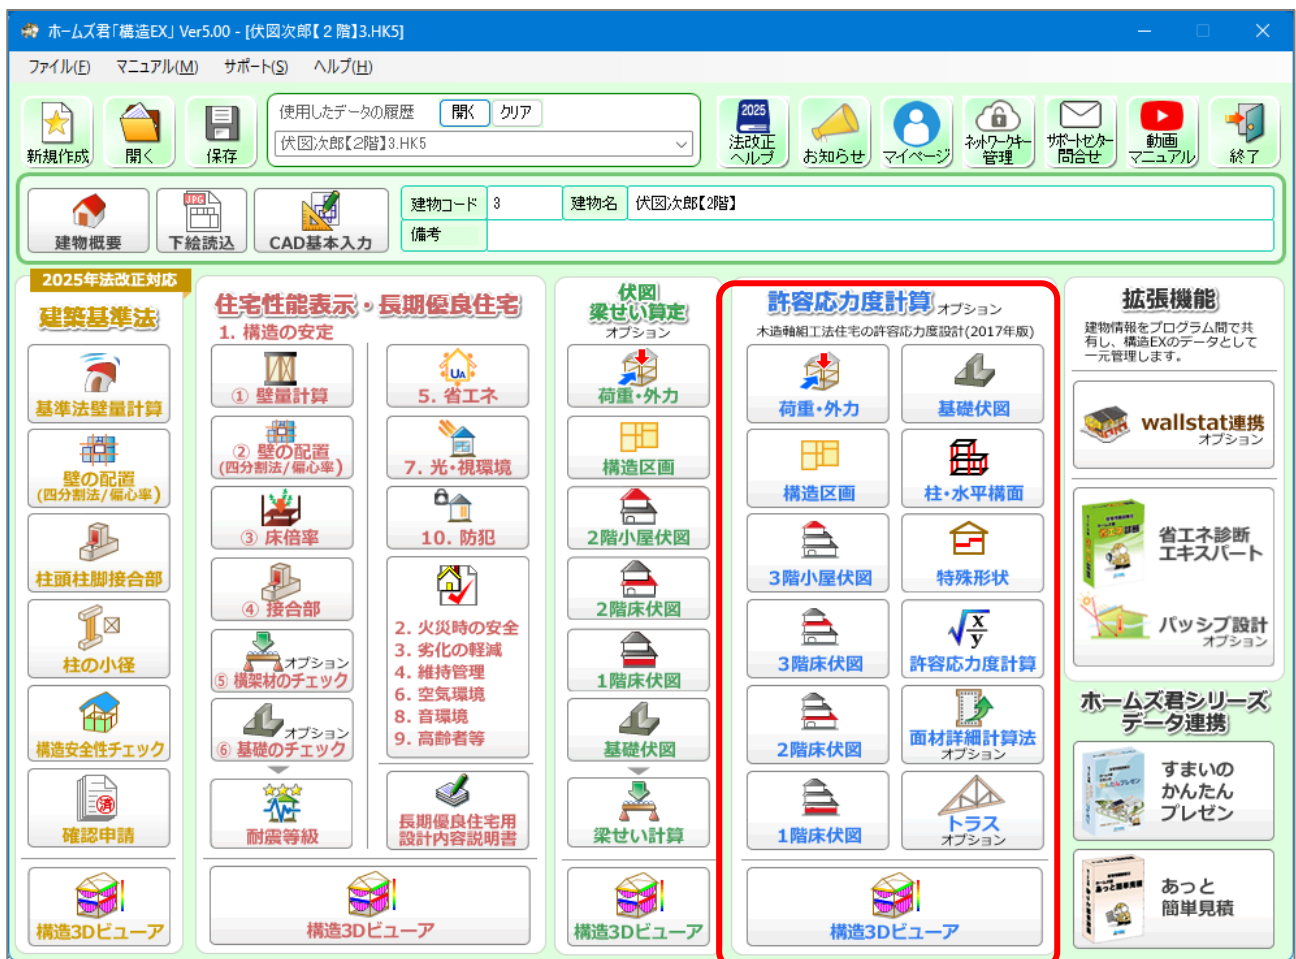 ホームズ君「構造EX」 Ver5.00 - [伏図次郎【２階】3.HK5]
ファイル(F) マニュアル(M) サポート(S) ヘルプ(H)
新規作成
開く
保存
使用したデータの履歴 開く クリア
伏図次郎【2階】3.HK5
2025
法改正
ヘルプ
お知らせ
マイページ
ネットワークキー
管理
サポートセンター
問合せ
動画
マニュアル
終了
建物概要
JPG
下絵読込
CAD基本入力
建物コード 3 建物名 伏図次郎【2階】
備考
2025年法改正対応
建築基準法
基準法壁量計算
壁の配置
(四分割法/偏心率)
柱頭柱脚接合部
柱の小径
構造安全性チェック
済
確認申請
構造3Dビューア
住宅性能表示・長期優良住宅
1. 構造の安定
① 壁量計算
② 壁の配置
(四分割法/偏心率)
③ 床倍率
④ 接合部
オプション
⑤ 横架材のチェック
オプション
⑥ 基礎のチェック
耐震等級
UA
5. 省エネ
7. 光・視環境
10. 防犯
2. 火災時の安全
3. 劣化の軽減
4. 維持管理
6. 空気環境
8. 音環境
9. 高齢者等
長期優良住宅用
設計内容説明書
構造3Dビューア
伏図
梁せい算定
オプション
荷重・外力
構造区画
2階小屋伏図
2階床伏図
1階床伏図
基礎伏図
梁せい計算
構造3Dビューア
許容応力度計算 オプション
木造軸組工法住宅の許容応力度設計(2017年版)
荷重・外力
構造区画
3階小屋伏図
3階床伏図
2階床伏図
1階床伏図
基礎伏図
柱・水平構面
特殊形状
√x/y
許容応力度計算
面材詳細計算法
オプション
トラス
オプション
構造3Dビューア
拡張機能
建物情報をプログラム間で共
有し、構造EXのデータとして
一元管理します。
wallstat連携
オプション
省エネ診断
エキスパート
パッシブ設計
オプション
ホームズ君シリーズ
データ連携
すまいの
かんたん
プレゼン
あっと
簡単見積